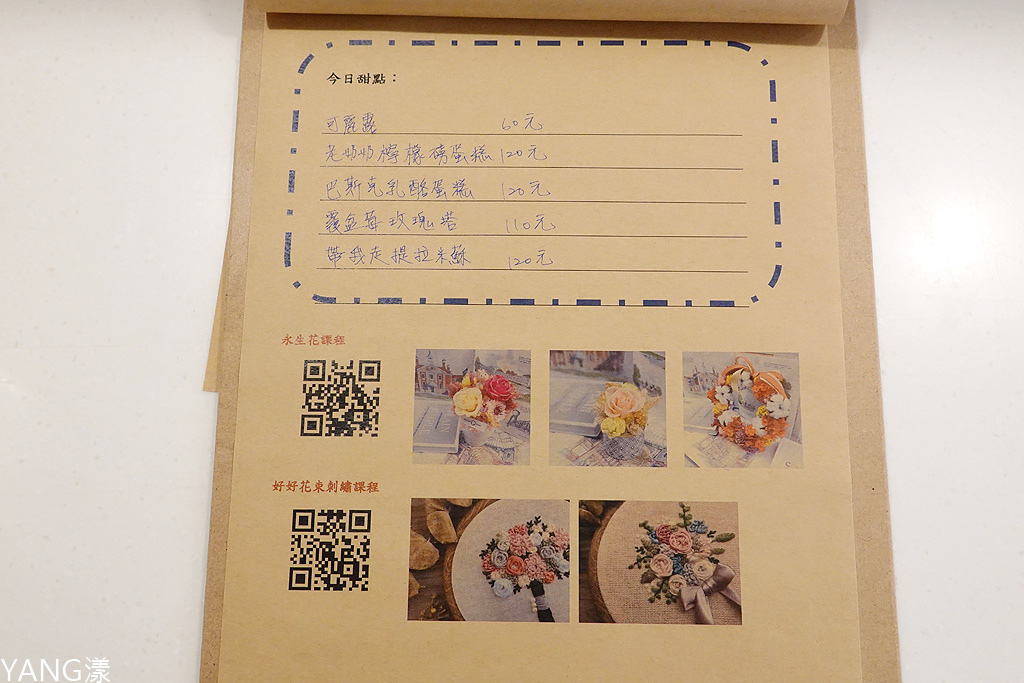 今日甜點：
可麗露 60元
老奶奶檸檬磅蛋糕 120元
巴斯克乳酪蛋糕 120元
覆盆莓玫瑰塔 110元
帶我走提拉米蘇 120元
永生花課程
好好花束刺繡課程
YANG漾